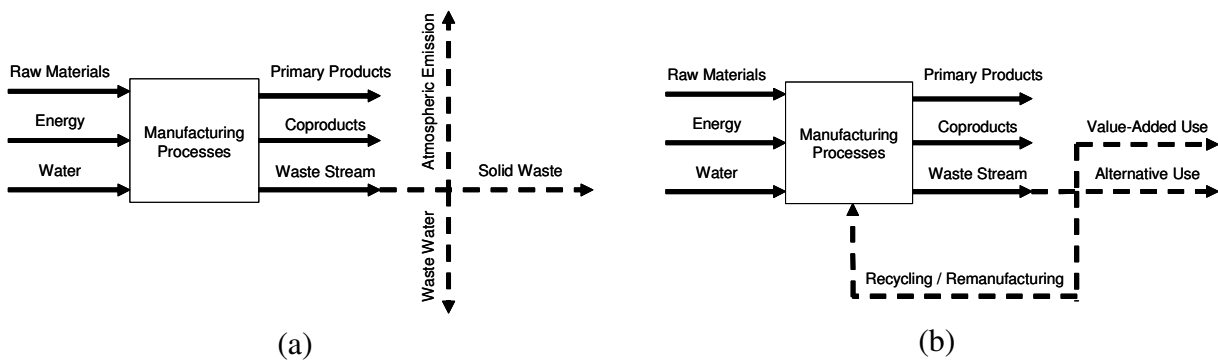 Raw Materials
Energy
Water
Manufacturing
Processes
Primary Products
Coproducts
Waste Stream
Atmospheric Emission
Waste Water
Solid Waste
(a)
Raw Materials
Energy
Water
Manufacturing
Processes
Primary Products
Coproducts
Waste Stream
Value-Added Use
Alternative Use
Recycling / Remanufacturing
(b)